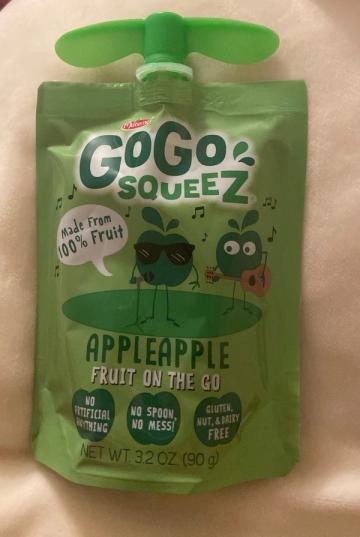 Materne
GoGo
SQUEEZ
Made From
100% Fruit
APPLEAPPLE
FRUIT ON THE GO
NO
ARTIFICIAL
ANYTHING
NO SPOON,
NO MESS!
GLUTEN,
NUT, & DAIRY
FREE
NET WT. 3.2 OZ. (90 g)